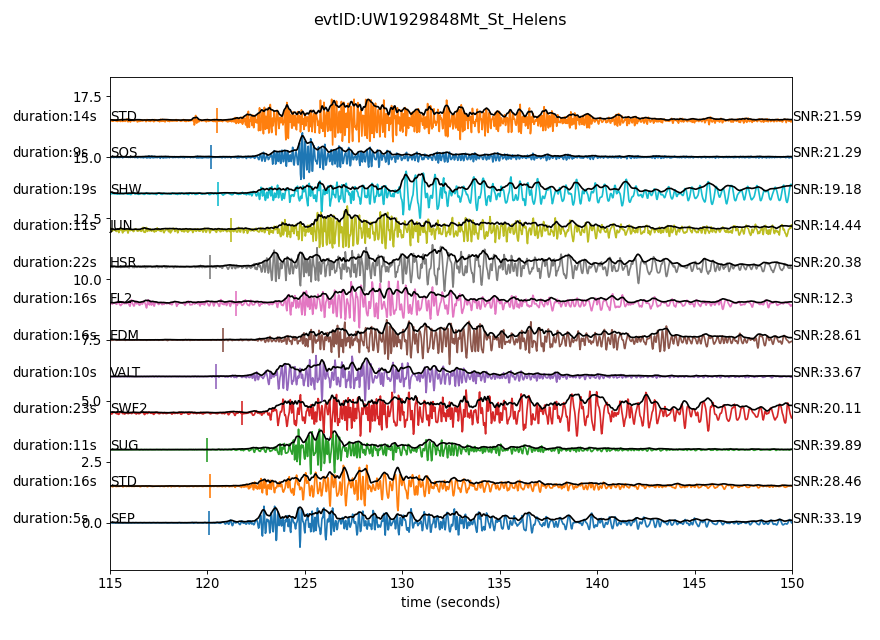 evtID:UW1929848Mt_St_Helens
17.5
duration:14s STD SNR:21.59
duration:9s SOS SNR:21.29
15.0
duration:19s SHW SNR:19.18
12.5
duration:11s JUN SNR:14.44
duration:22s HSR SNR:20.38
10.0
duration:16s FL2 SNR:12.3
duration:16s EDM SNR:28.61
7.5
duration:10s VALT SNR:33.67
5.0
duration:23s SWF2 SNR:20.11
duration:11s SUG SNR:39.89
2.5
duration:16s STD SNR:28.46
duration:5s SEP SNR:33.19
0.0
115 120 125 130 135 140 145 150
time (seconds)